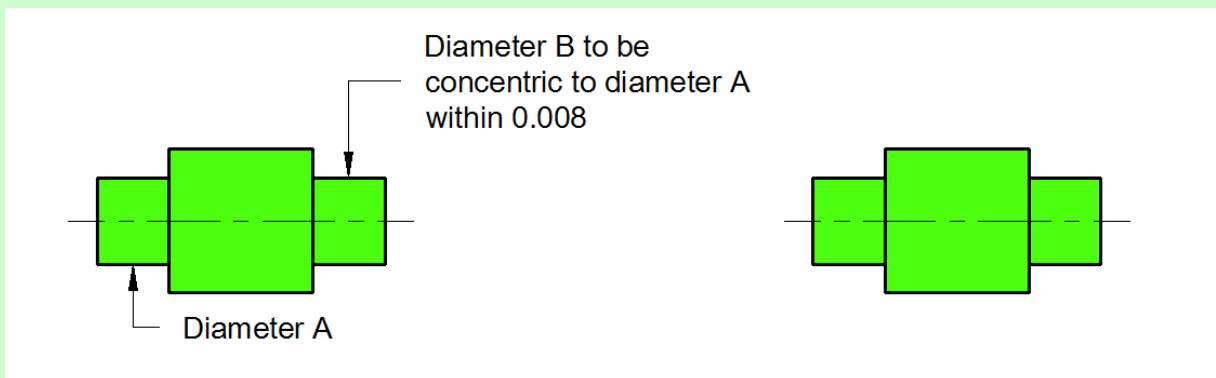 Diameter B to be
concentric to diameter A
within 0.008
Diameter A